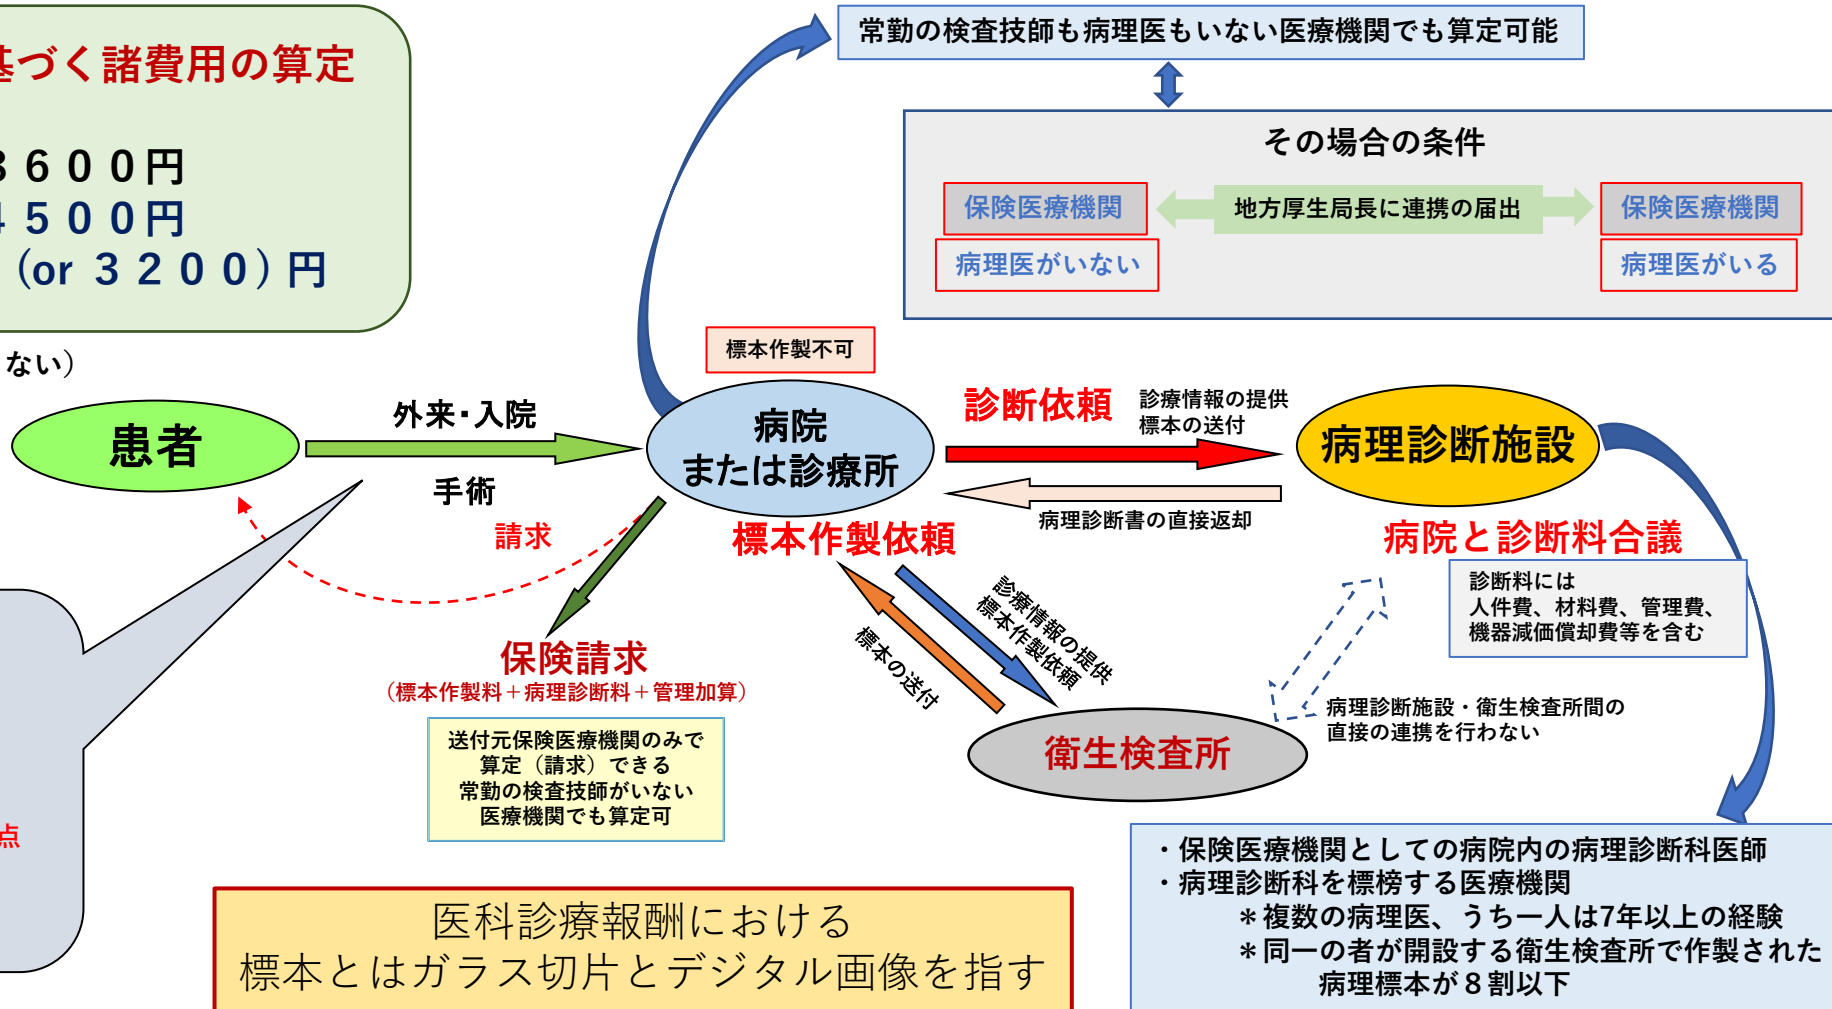 基づく諸費用の算定
３６００円
４５００円
(or ３２００) 円
ない）
常勤の検査技師も病理医もいない医療機関でも算定可能
その場合の条件
保険医療機関
地方厚生局長に連携の届出
保険医療機関
病理医がいない
病理医がいる
標本作製不可
患者
外来・入院
手術
病院
または診療所
診断依頼
診療情報の提供
標本の送付
病理診断施設
病理診断書の直接返却
請求
標本作製依頼
病院と診断料合議
診断料には
人件費、材料費、管理費、
機器減価償却費等を含む
診療情報の提供
標本作製依頼
標本の送付
保険請求
（標本作製料＋病理診断料＋管理加算）
送付元保険医療機関のみで
算定（請求）できる
常勤の検査技師がいない
医療機関でも算定可
衛生検査所
病理診断施設・衛生検査所間の
直接の連携を行わない
点
・保険医療機関としての病院内の病理診断科医師
・病理診断科を標榜する医療機関
＊複数の病理医、うち一人は7年以上の経験
＊同一の者が開設する衛生検査所で作製された
病理標本が８割以下
医科診療報酬における
標本とはガラス切片とデジタル画像を指す